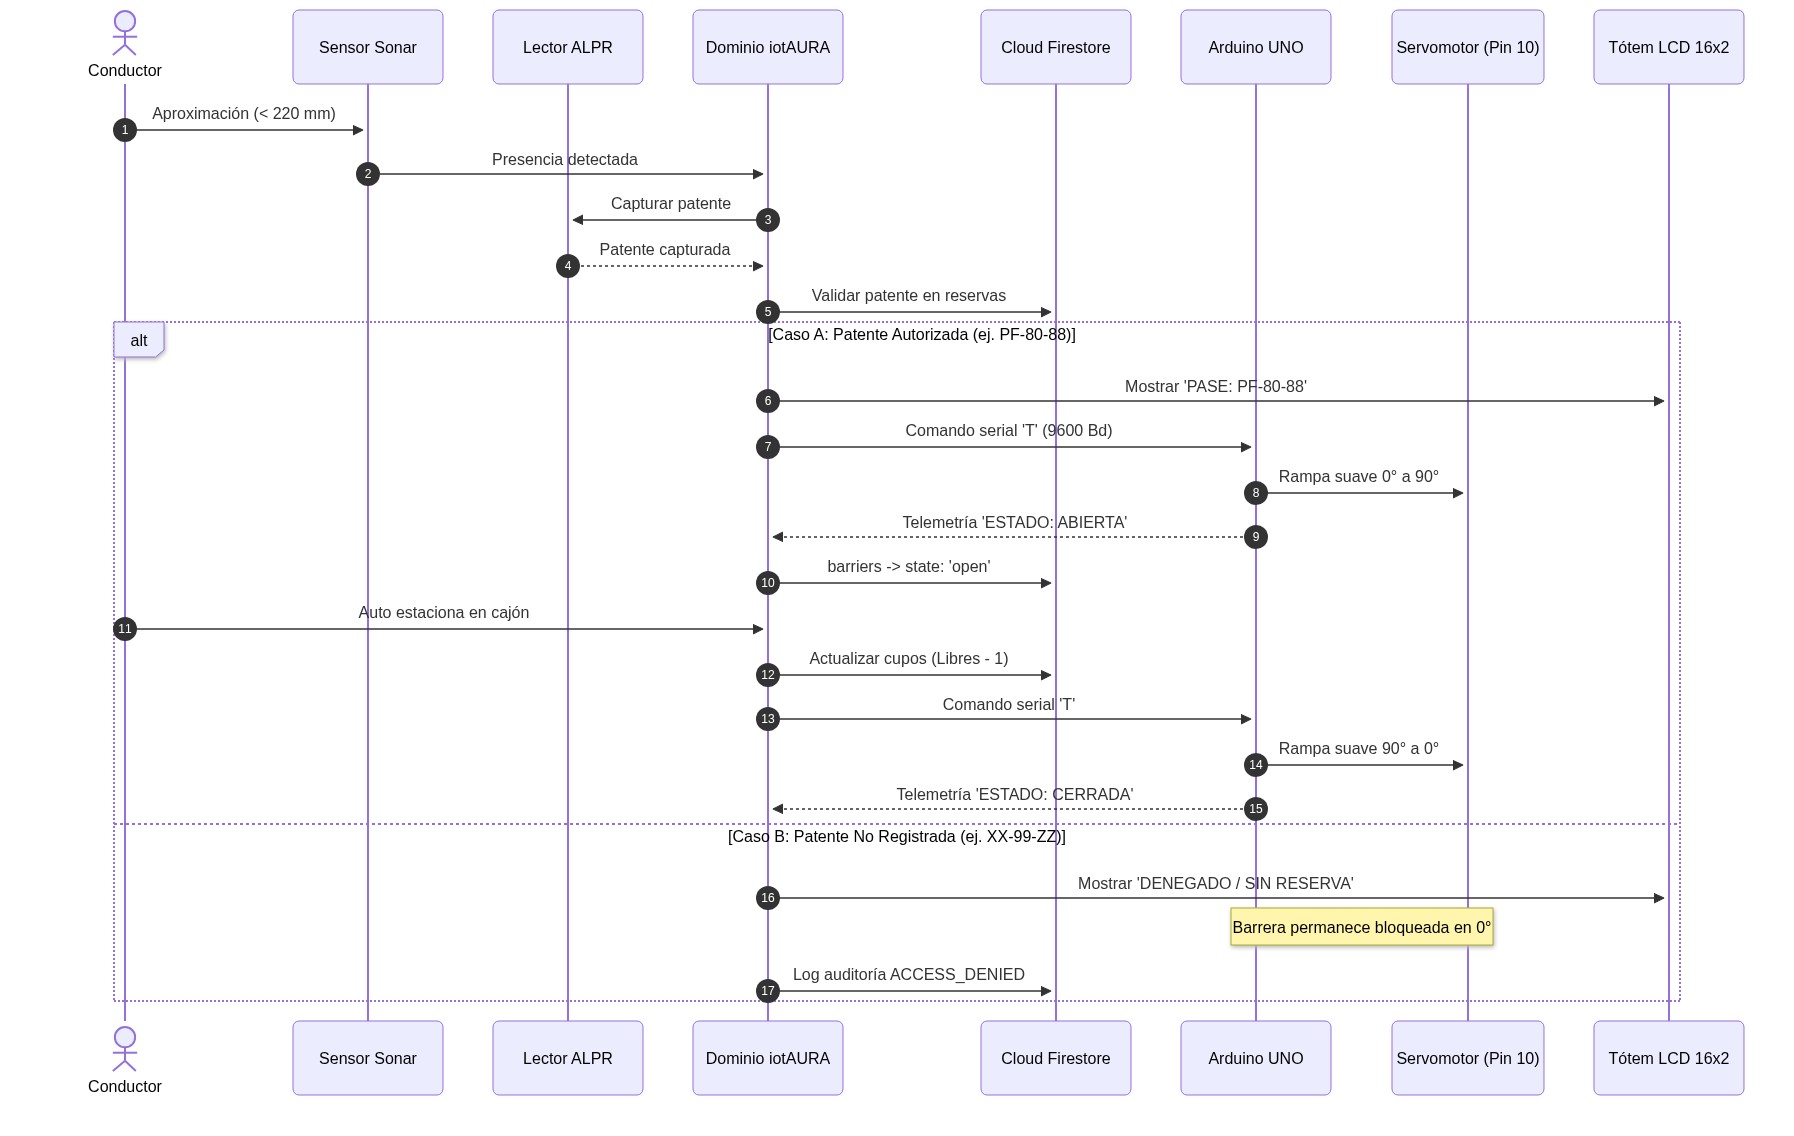 Conductor
Sensor Sonar
Lector ALPR
Dominio iotAURA
Cloud Firestore
Arduino UNO
Servomotor (Pin 10)
Tótem LCD 16x2
Aproximación (< 220 mm)
1
Presencia detectada
2
Capturar patente
3
Patente capturada
4
Validar patente en reservas
5
alt
[Caso A: Patente Autorizada (ej. PF-80-88)]
Mostrar 'PASE: PF-80-88'
6
Comando serial 'T' (9600 Bd)
7
Rampa suave 0° a 90°
8
Telemetría 'ESTADO: ABIERTA'
9
barriers -> state: 'open'
10
Auto estaciona en cajón
11
Actualizar cupos (Libres - 1)
12
Comando serial 'T'
13
Rampa suave 90° a 0°
14
Telemetría 'ESTADO: CERRADA'
15
[Caso B: Patente No Registrada (ej. XX-99-ZZ)]
Mostrar 'DENEGADO / SIN RESERVA'
16
Barrera permanece bloqueada en 0°
Log auditoría ACCESS_DENIED
17
Conductor
Sensor Sonar
Lector ALPR
Dominio iotAURA
Cloud Firestore
Arduino UNO
Servomotor (Pin 10)
Tótem LCD 16x2